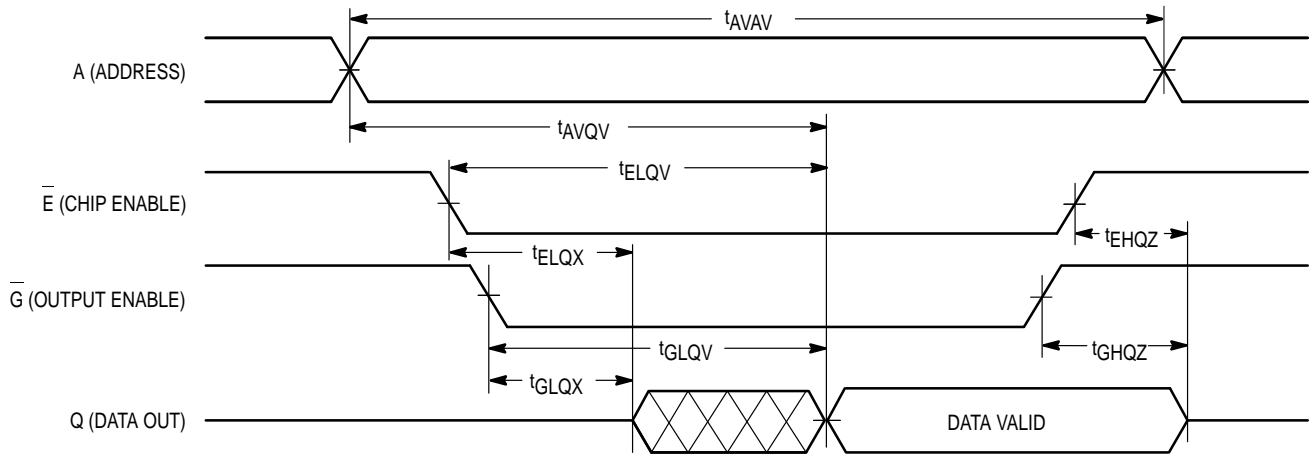 tAVAV
A (ADDRESS)
tAVQV
tELQV
E̅ (CHIP ENABLE)
tEHQZ
tELQX
G̅ (OUTPUT ENABLE)
tGLQV
tGHQZ
tGLQX
Q (DATA OUT)
DATA VALID